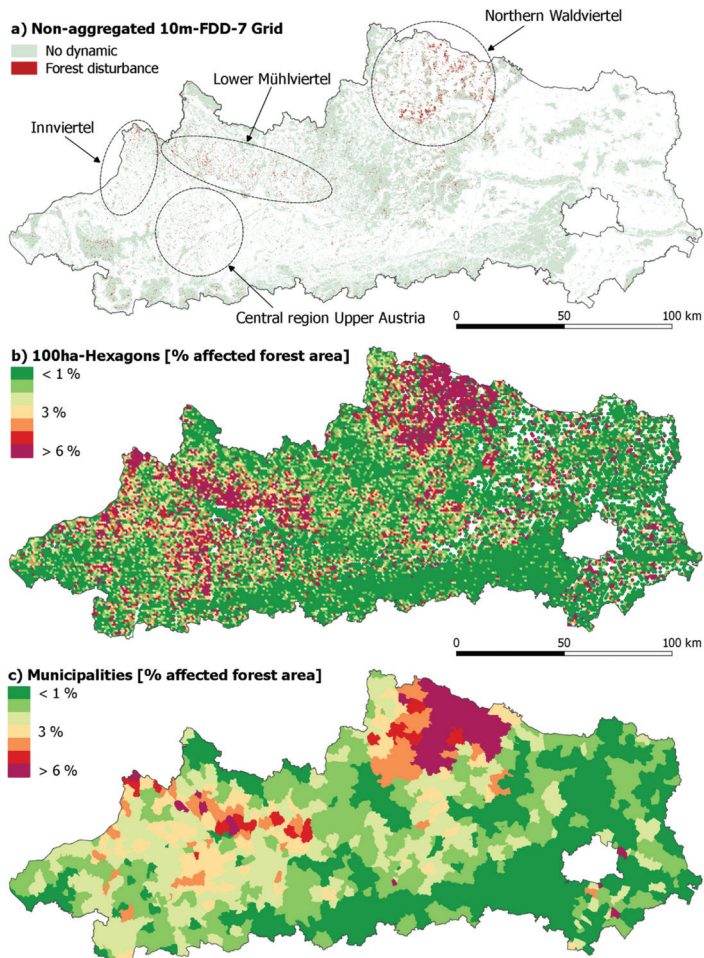 Northern Waldviertel
a) Non-aggregated 10m-FDD-7 Grid
No dynamic
Forest disturbance
Lower Mühlviertel
Innviertel
Central region Upper Austria
0 50 100 km
b) 100ha-Hexagons [% affected forest area]
< 1 %
3 %
> 6 %
0 50 100 km
c) Municipalities [% affected forest area]
< 1 %
3 %
> 6 %